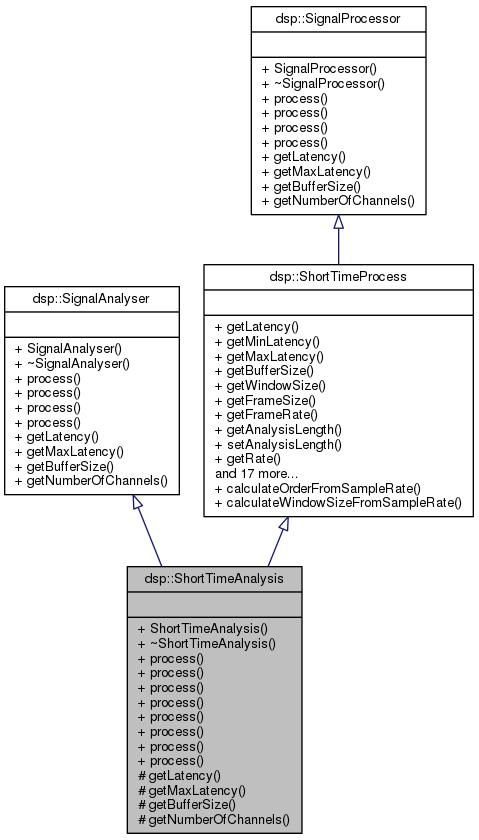 dsp::SignalProcessor
+ SignalProcessor()
+ ~SignalProcessor()
+ process()
+ process()
+ process()
+ process()
+ getLatency()
+ getMaxLatency()
+ getBufferSize()
+ getNumberOfChannels()
dsp::SignalAnalyser
+ SignalAnalyser()
+ ~SignalAnalyser()
+ process()
+ process()
+ process()
+ process()
+ getLatency()
+ getMaxLatency()
+ getBufferSize()
+ getNumberOfChannels()
dsp::ShortTimeProcess
+ getLatency()
+ getMinLatency()
+ getMaxLatency()
+ getBufferSize()
+ getWindowSize()
+ getFrameSize()
+ getFrameRate()
+ getAnalysisLength()
+ setAnalysisLength()
+ getRate()
and 17 more...
+ calculateOrderFromSampleRate()
+ calculateWindowSizeFromSampleRate()
dsp::ShortTimeAnalysis
+ ShortTimeAnalysis()
+ ~ShortTimeAnalysis()
+ process()
+ process()
+ process()
+ process()
+ process()
+ process()
+ process()
+ process()
# getLatency()
# getMaxLatency()
# getBufferSize()
# getNumberOfChannels()